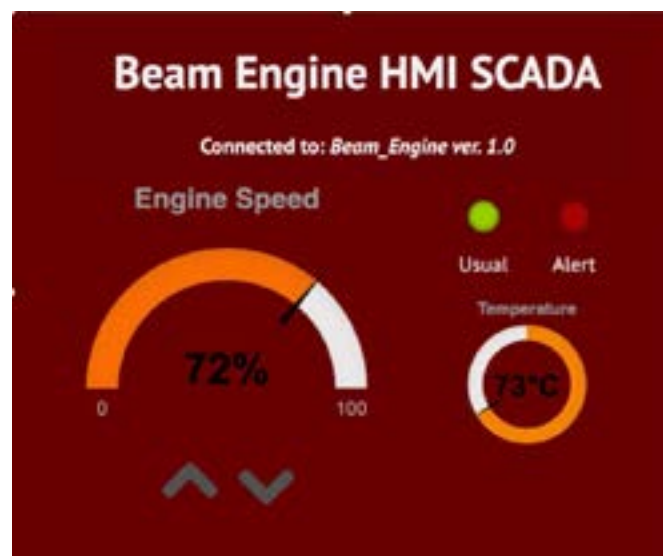 Beam Engine HMI SCADA
Connected to: Beam_Engine ver. 1.0
Engine Speed
Usual
Alert
Temperature
72%
73°C
0
100